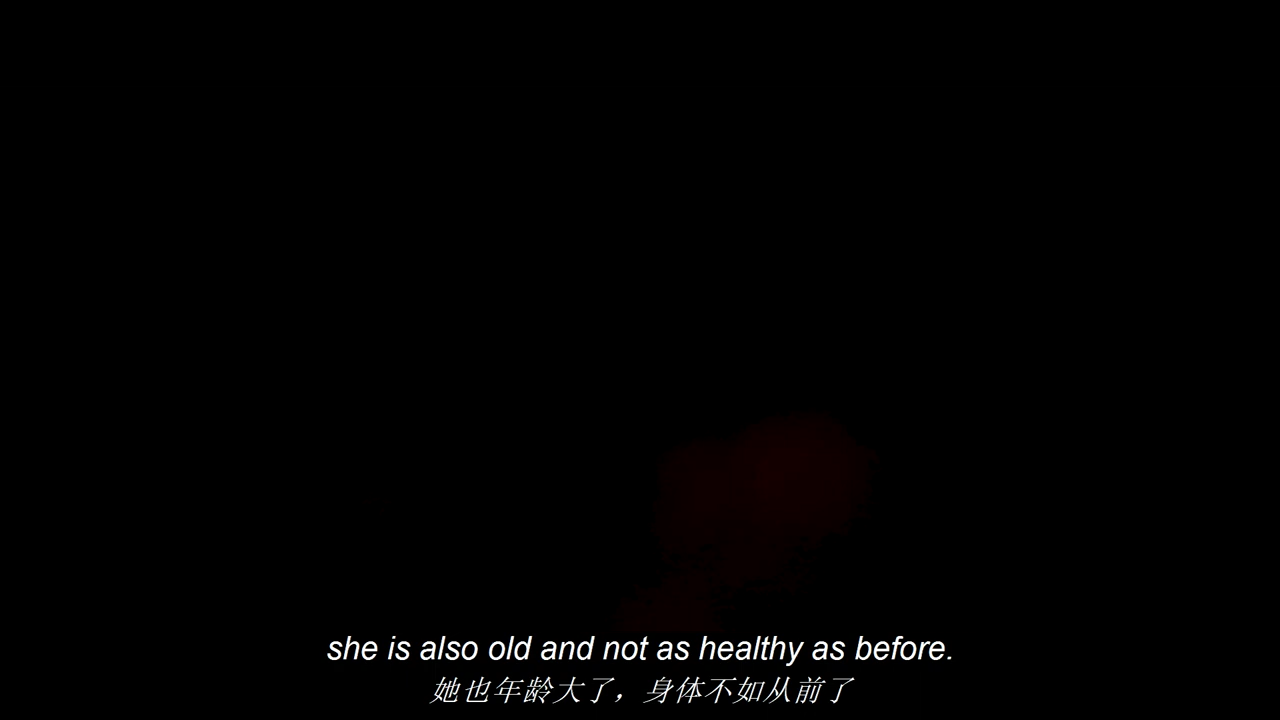 she is also old and not as healthy as before.
她也年龄大了，身体不如从前了